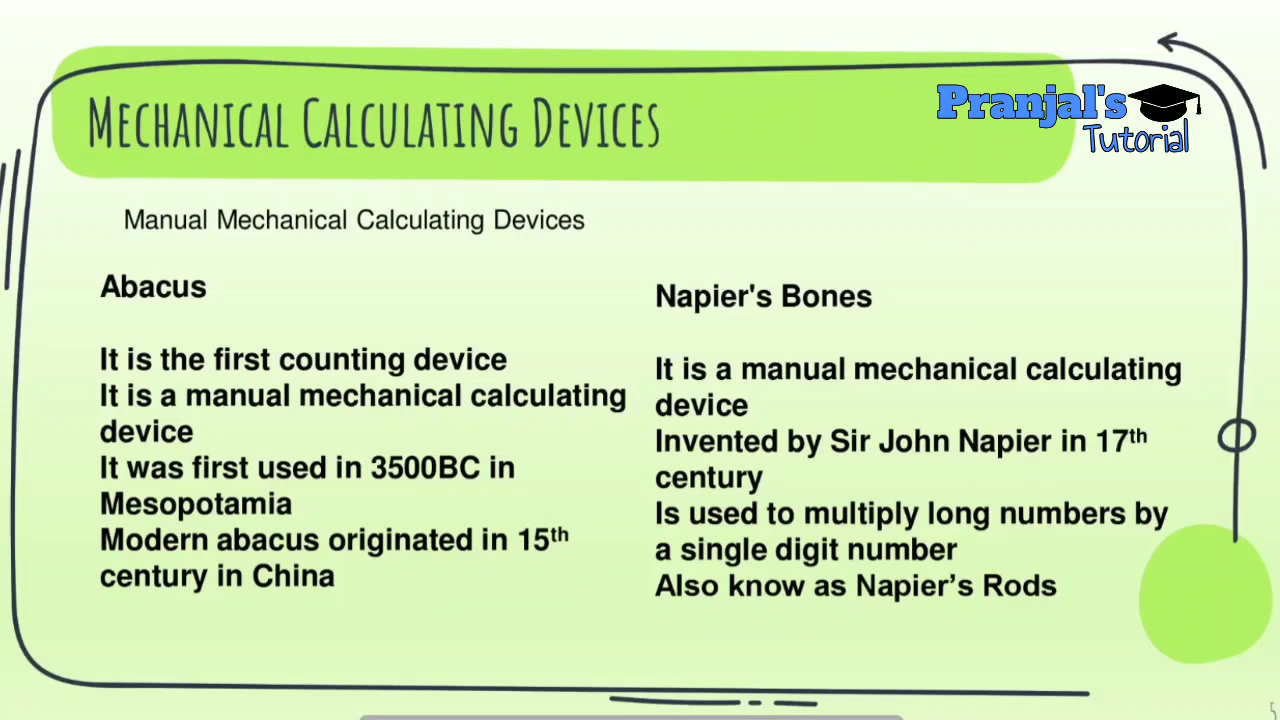 Mechanical Calculating Devices
Pranjal's
Tutorial
Manual Mechanical Calculating Devices
Abacus
It is the first counting device
It is a manual mechanical calculating
device
It was first used in 3500BC in
Mesopotamia
Modern abacus originated in 15th
century in China
Napier's Bones
It is a manual mechanical calculating
device
Invented by Sir John Napier in 17th
century
Is used to multiply long numbers by
a single digit number
Also know as Napier’s Rods
5